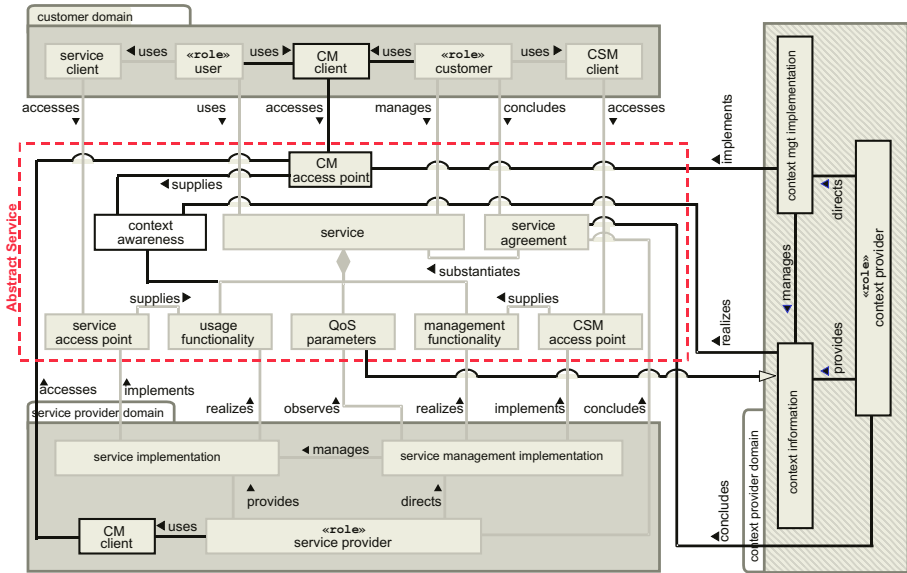 customer domain
service
client
uses
«role»
user
uses
CM
client
uses
«role»
customer
uses
CSM
client
accesses
uses
accesses
manages
concludes
accesses
implements
context mgt implementation
directs
«role»
context provider
manages
provides
context information
context provider domain
realizes
concludes
Abstract Service
CM
access point
supplies
context
awareness
service
service
agreement
substantiates
supplies
supplies
service
access point
usage
functionality
QoS
parameters
management
functionality
CSM
access point
accesses
implements
realizes
observes
realizes
implements
concludes
service provider domain
service implementation
manages
service management implementation
provides
directs
CM
client
uses
«role»
service provider